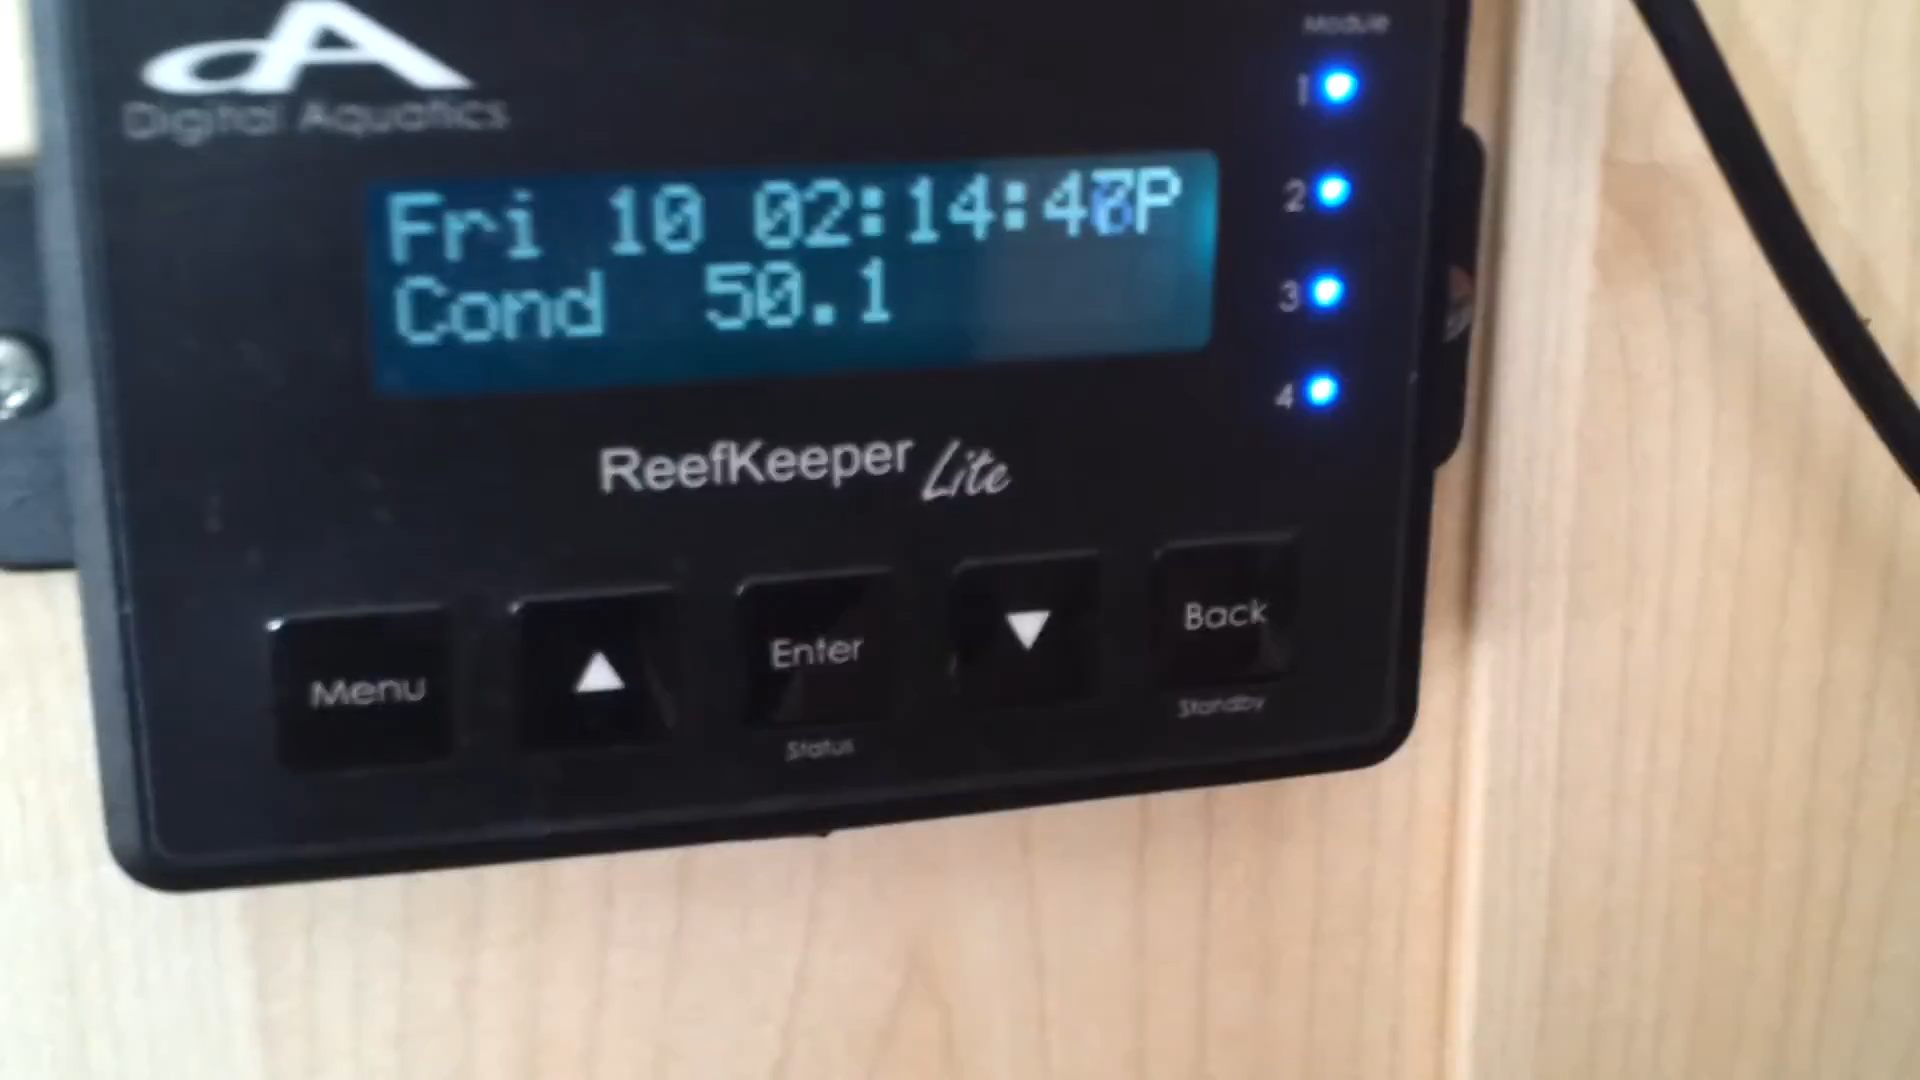 Module
dA
Digital Aquatics
1
2
3
4
Fri 10 02:14:47P
Cond 50.1
ReefKeeper Lite
Menu
Enter
Back
Status
Standby